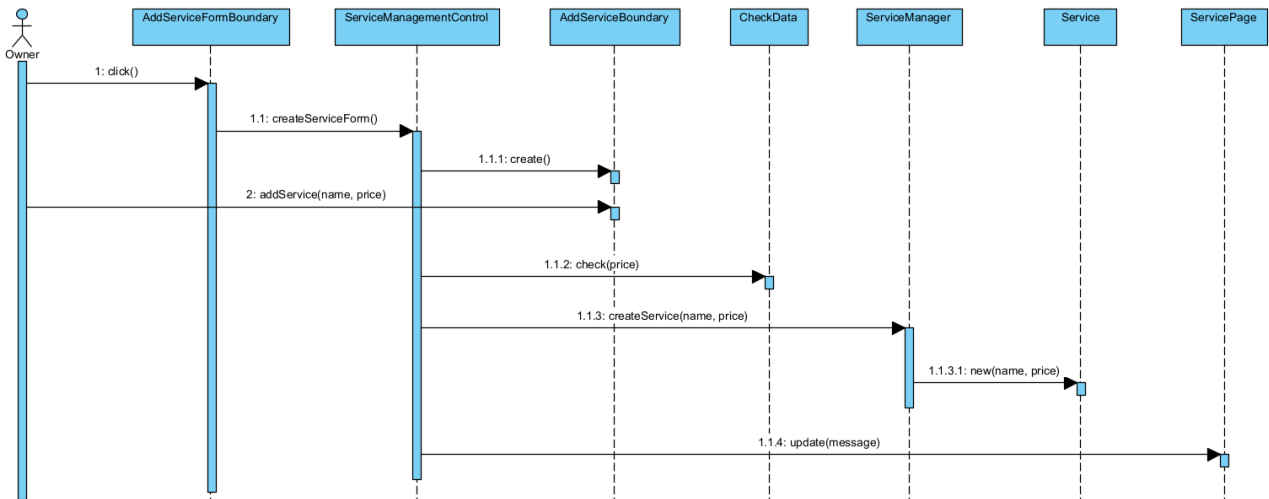 AddServiceFormBoundary
ServiceManagementControl
AddServiceBoundary
CheckData
ServiceManager
Service
ServicePage
Owner
1: click()
1.1: createServiceForm()
1.1.1: create()
2: addService(name, price)
1.1.2: check(price)
1.1.3: createService(name, price)
1.1.3.1: new(name, price)
1.1.4: update(message)